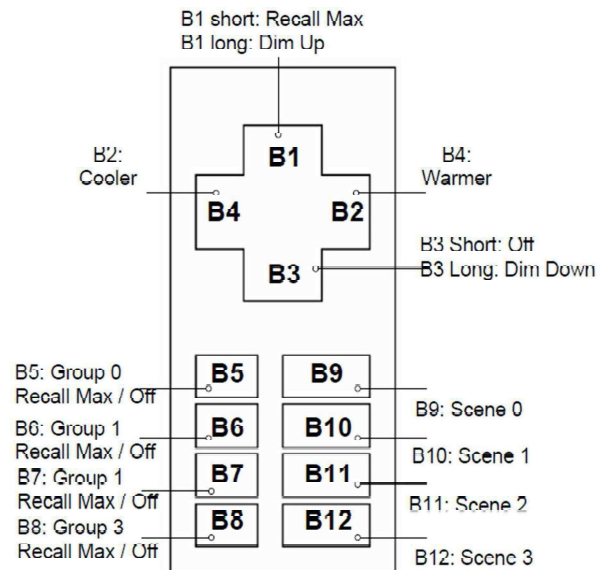 B1 short: Recall Max
B1 long: Dim Up
B1
B2:
Cooler
B4:
Warmer
B4
B2
B3 Short: Off
B3 Long: Dim Down
B3
B5: Group 0
Recall Max / Off
B5
B9
B9: Scene 0
B6: Group 1
Recall Max / Off
B6
B10
B10: Scene 1
B7: Group 1
Recall Max / Off
B7
B11
B11: Scene 2
B8: Group 3
Recall Max / Off
B8
B12
B12: Scene 3